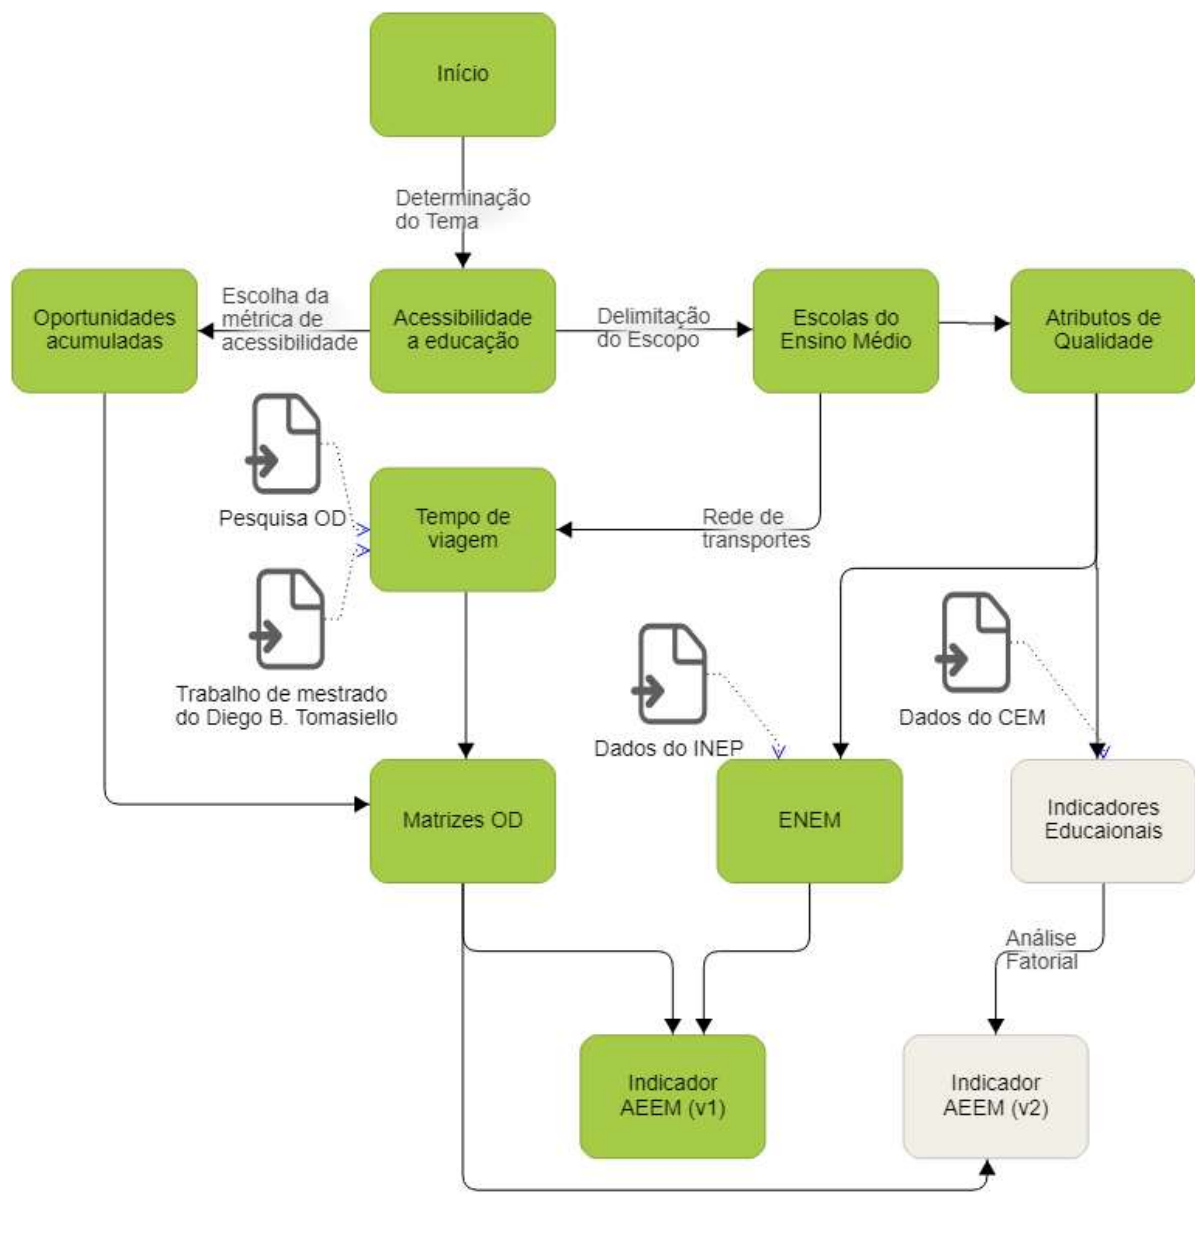 Início
Determinação
do Tema
Oportunidades
acumuladas
Escolha da
métrica de
acessibilidade
Acessibilidade
a educação
Delimitação
do Escopo
Escolas do
Ensino Médio
Atributos de
Qualidade
Pesquisa OD
Tempo de
viagem
Rede de
transportes
Trabalho de mestrado
do Diego B. Tomasiello
Dados do INEP
Dados do CEM
Matrizes OD
ENEM
Indicadores
Educaionais
Análise
Fatorial
Indicador
AEEM (v1)
Indicador
AEEM (v2)